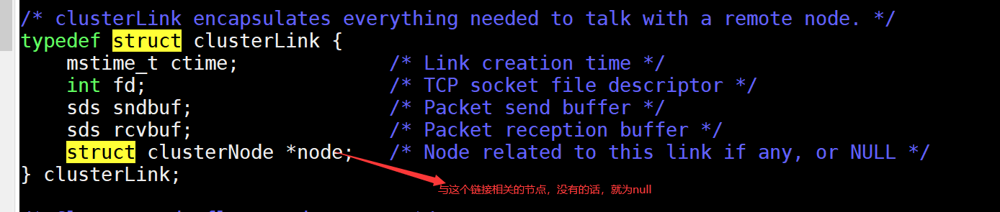 /* clusterLink encapsulates everything needed to talk with a remote node. */
typedef struct clusterLink {
    mstime_t ctime;             /* Link creation time */
    int fd;                     /* TCP socket file descriptor */
    sds sndbuf;                 /* Packet send buffer */
    sds rcvbuf;                 /* Packet reception buffer */
    struct clusterNode *node;   /* Node related to this link if any, or NULL */
} clusterLink;
与这个链接相关的节点，没有的话，就为null